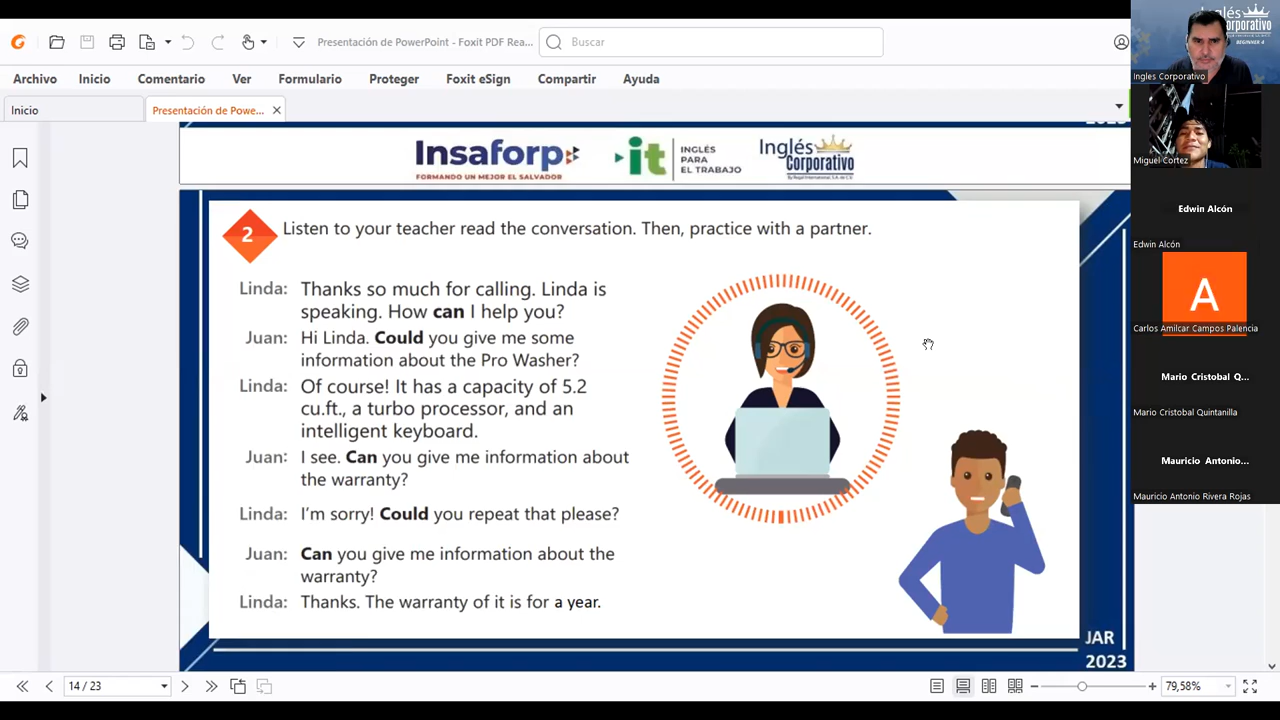 Presentación de PowerPoint - Foxit PDF Rea...
Buscar
Archivo Inicio Comentario Ver Formulario Proteger Foxit eSign Compartir Ayuda
Inicio
Presentación de Powe...
Insaforp
FORMANDO UN MEJOR EL SALVADOR
it
INGLÉS
PARA
EL TRABAJO
Inglés
Corporativo
2
Listen to your teacher read the conversation. Then, practice with a partner.
Linda: Thanks so much for calling. Linda is
speaking. How can I help you?
Juan: Hi Linda. Could you give me some
information about the Pro Washer?
Linda: Of course! It has a capacity of 5.2
cu.ft., a turbo processor, and an
intelligent keyboard.
Juan: I see. Can you give me information about
the warranty?
Linda: I'm sorry! Could you repeat that please?
Juan: Can you give me information about the
warranty?
Linda: Thanks. The warranty of it is for a year.
JAR
2023
14 / 23
79,58%
Inglés
Corporativo
BEGINNER 4
Ingles Corporativo
Miguel Cortez
Edwin Alcón
Edwin Alcón
A
Carlos Amilcar Campos Palencia
Mario Cristobal Q...
Mario Cristobal Quintanilla
Mauricio Antonio...
Mauricio Antonio Rivera Rojas